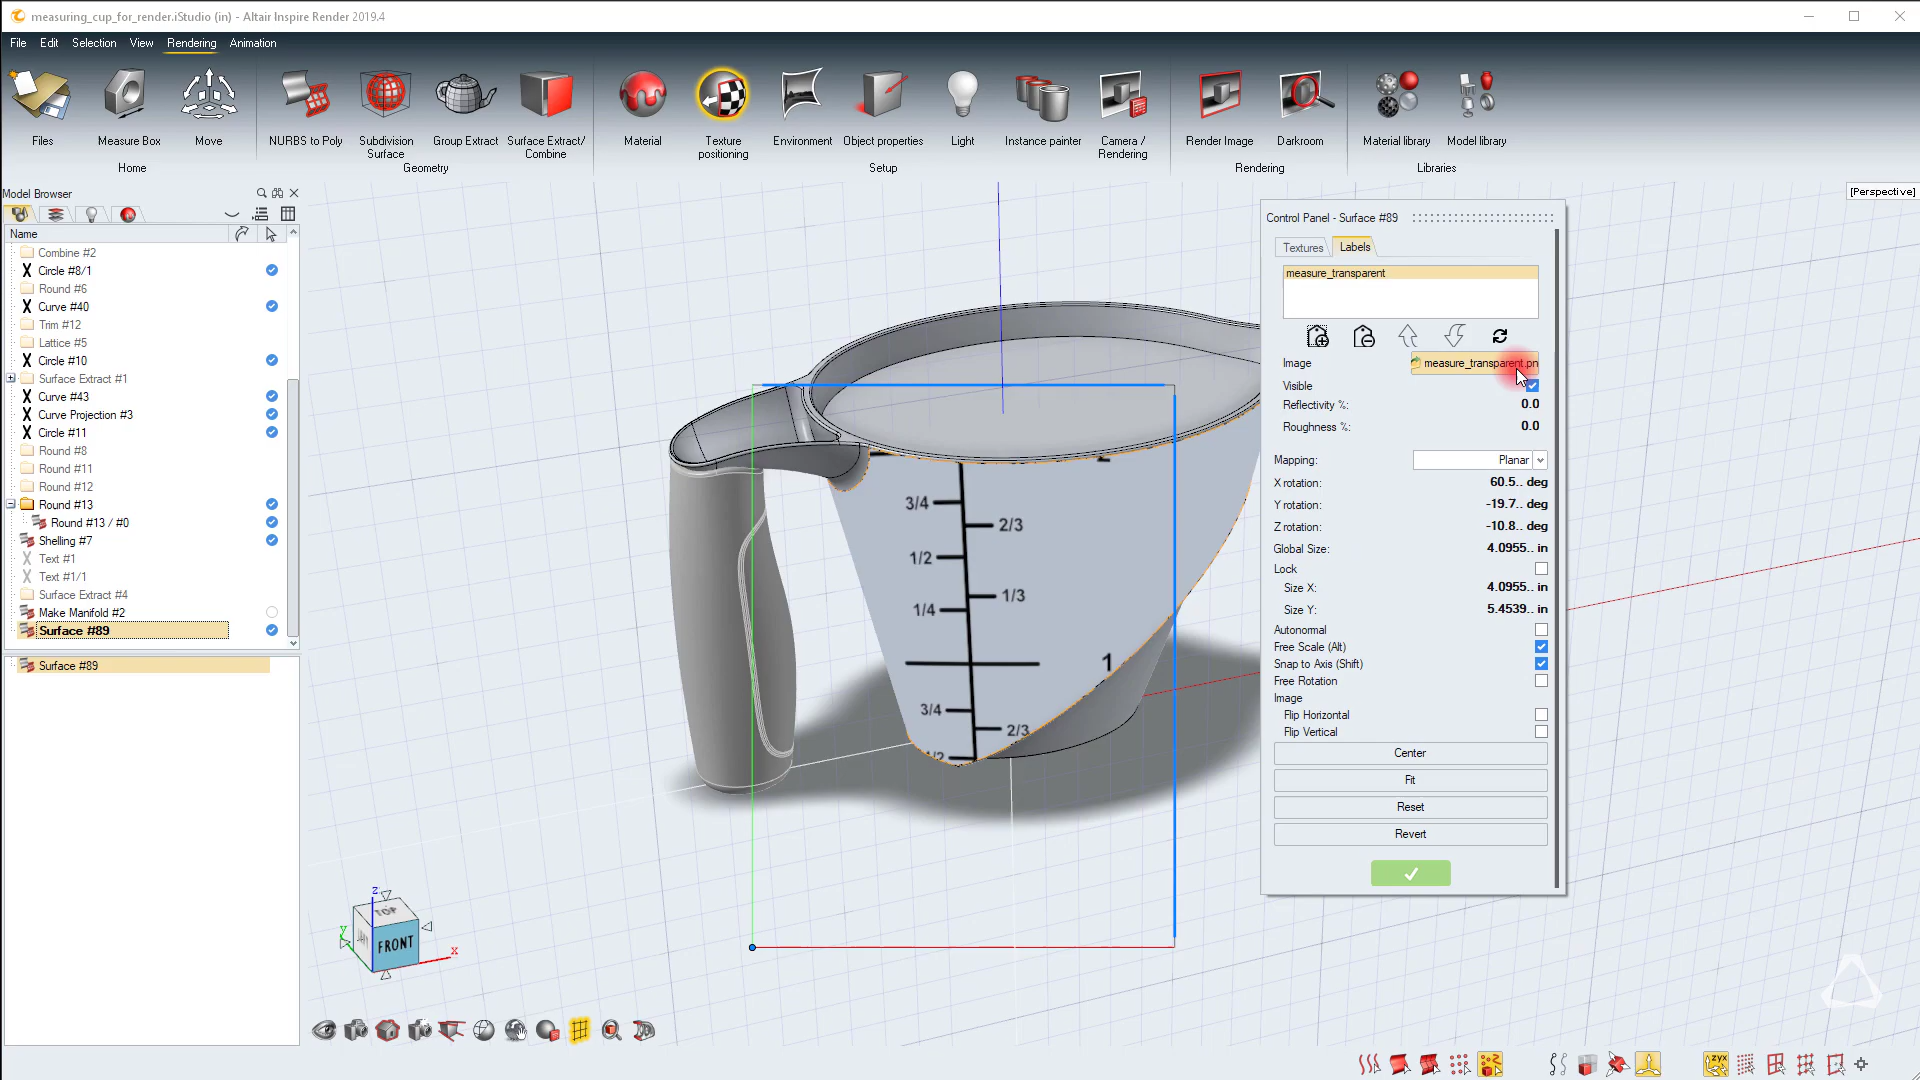 measuring_cup_for_render.iStudio (in) - Altair Inspire Render 2019.4
File Edit Selection View Rendering Animation
Files
Measure Box
Move
NURBS to Poly
Subdivision
Surface
Group Extract
Surface Extract/
Combine
Material
Texture
positioning
Environment
Object properties
Light
Instance painter
Camera /
Rendering
Render Image
Darkroom
Material library
Model library
Home
Geometry
Setup
Rendering
Libraries
Model Browser
Name
Combine #2
Circle #8/1
Round #6
Curve #40
Trim #12
Lattice #5
Circle #10
Surface Extract #1
Curve #43
Curve Projection #3
Circle #11
Round #8
Round #11
Round #12
Round #13
Round #13 / #0
Shelling #7
Text #1
Text #1/1
Surface Extract #4
Make Manifold #2
Surface #89
Surface #89
[Perspective]
3/4
2/3
1/2
1/3
1/4
1
3/4
2/3
1/2
z
y
x
TOP
FRONT
Control Panel - Surface #89
Textures Labels
measure_transparent
Image measure_transparent.pn
Visible
Reflectivity %: 0.0
Roughness %: 0.0
Mapping: Planar
X rotation: 60.5.. deg
Y rotation: -19.7.. deg
Z rotation: -10.8.. deg
Global Size: 4.0955.. in
Lock
Size X: 4.0955.. in
Size Y: 5.4539.. in
Autonormal
Free Scale (Alt)
Snap to Axis (Shift)
Free Rotation
Image
Flip Horizontal
Flip Vertical
Center
Fit
Reset
Revert
zyx